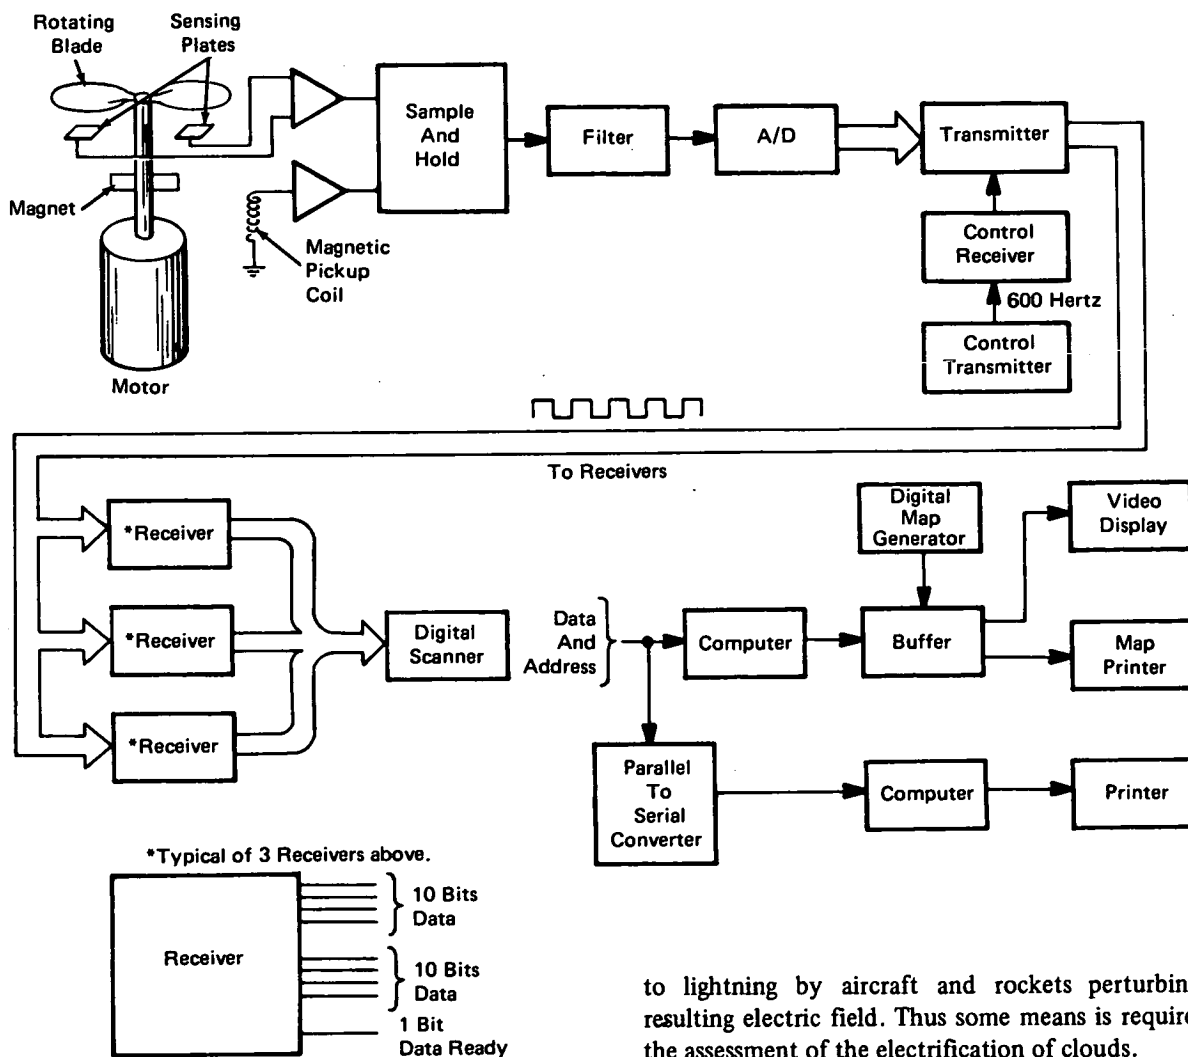 Rotating
Blade
Sensing
Plates
Magnet
Motor
Magnetic
Pickup
Coil
Sample
And
Hold
Filter
A/D
Transmitter
Control
Receiver
600 Hertz
Control
Transmitter
To Receivers
*Receiver
*Receiver
*Receiver
Digital
Scanner
Data
And
Address
Computer
Digital
Map
Generator
Buffer
Video
Display
Map
Printer
Parallel
To
Serial
Converter
Computer
Printer
*Typical of 3 Receivers above.
Receiver
10 Bits
Data
10 Bits
Data
1 Bit
Data Ready
to lightning by aircraft and rockets perturbin
resulting electric field. Thus some means is require
the assessment of the electrification of clouds.